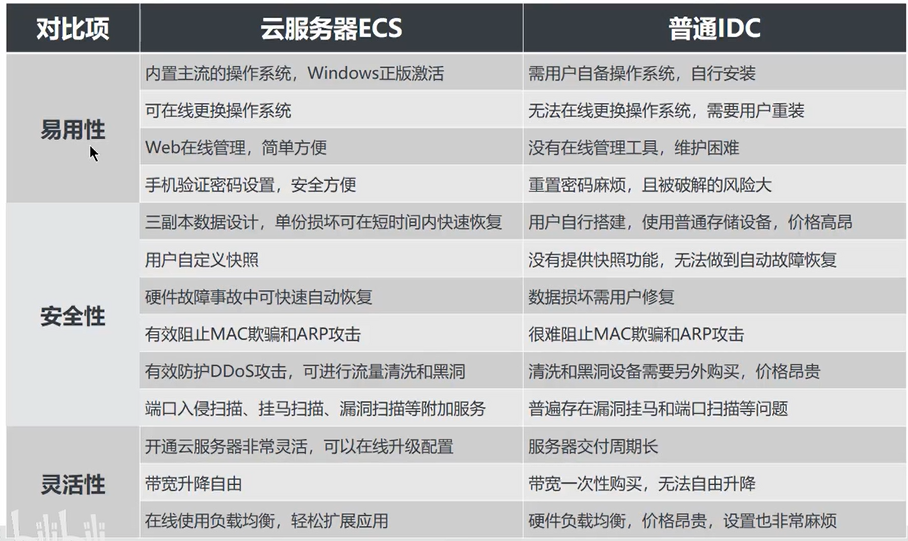 对比项 云服务器ECS 普通IDC
易用性
内置主流的操作系统，Windows正版激活 需用户自备操作系统，自行安装
可在线更换操作系统 无法在线更换操作系统，需要用户重装
Web在线管理，简单方便 没有在线管理工具，维护困难
手机验证密码设置，安全方便 重置密码麻烦，且被破解的风险大
安全性
三副本数据设计，单份损坏可在短时间内快速恢复 用户自行搭建，使用普通存储设备，价格高昂
用户自定义快照 没有提供快照功能，无法做到自动故障恢复
硬件故障事故中可快速自动恢复 数据损坏需用户修复
有效阻止MAC欺骗和ARP攻击 很难阻止MAC欺骗和ARP攻击
有效防护DDoS攻击，可进行流量清洗和黑洞 清洗和黑洞设备需要另外购买，价格昂贵
端口入侵扫描、挂马扫描、漏洞扫描等附加服务 普遍存在漏洞挂马和端口扫描等问题
灵活性
开通云服务器非常灵活，可以在线升级配置 服务器交付周期长
带宽升降自由 带宽一次性购买，无法自由升降
在线使用负载均衡，轻松扩展应用 硬件负载均衡，价格昂贵，设置也非常麻烦